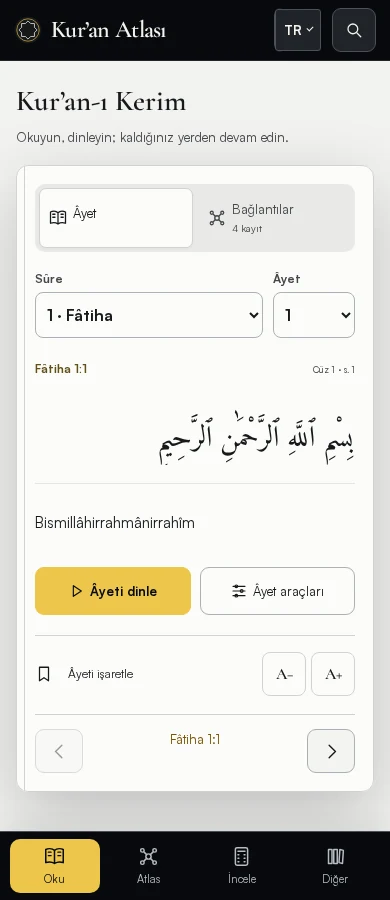 Kur’an Atlası
TR
Kur’an-ı Kerim
Okuyun, dinleyin; kaldığınız yerden devam edin.
Âyet
Bağlantılar
4 kayıt
Sûre
Âyet
1 · Fâtiha
1
Fâtiha 1:1
Cüz 1 · s. 1
بِسْمِ ٱللَّهِ ٱلرَّحْمَٰنِ ٱلرَّحِيمِ
Bismillâhirrahmânirrahîm
Âyeti dinle
Âyet araçları
Âyeti işaretle
A−
A+
Fâtiha 1:1
Oku
Atlas
İncele
Diğer